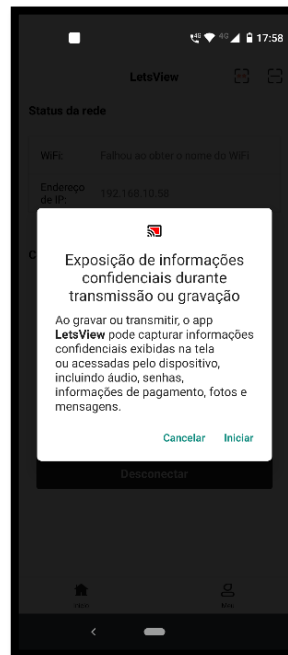 4G 4G 17:58
LetsView
Status da rede
WiFi: Falhou ao obter o nome do WiFi
Endereço
de IP: 192.168.10.58
C
Exposição de informações
confidenciais durante
transmissão ou gravação
Ao gravar ou transmitir, o app
LetsView pode capturar informações
confidenciais exibidas na tela
ou acessadas pelo dispositivo,
incluindo áudio, senhas,
informações de pagamento, fotos e
mensagens.
Cancelar Iniciar
Desconectar